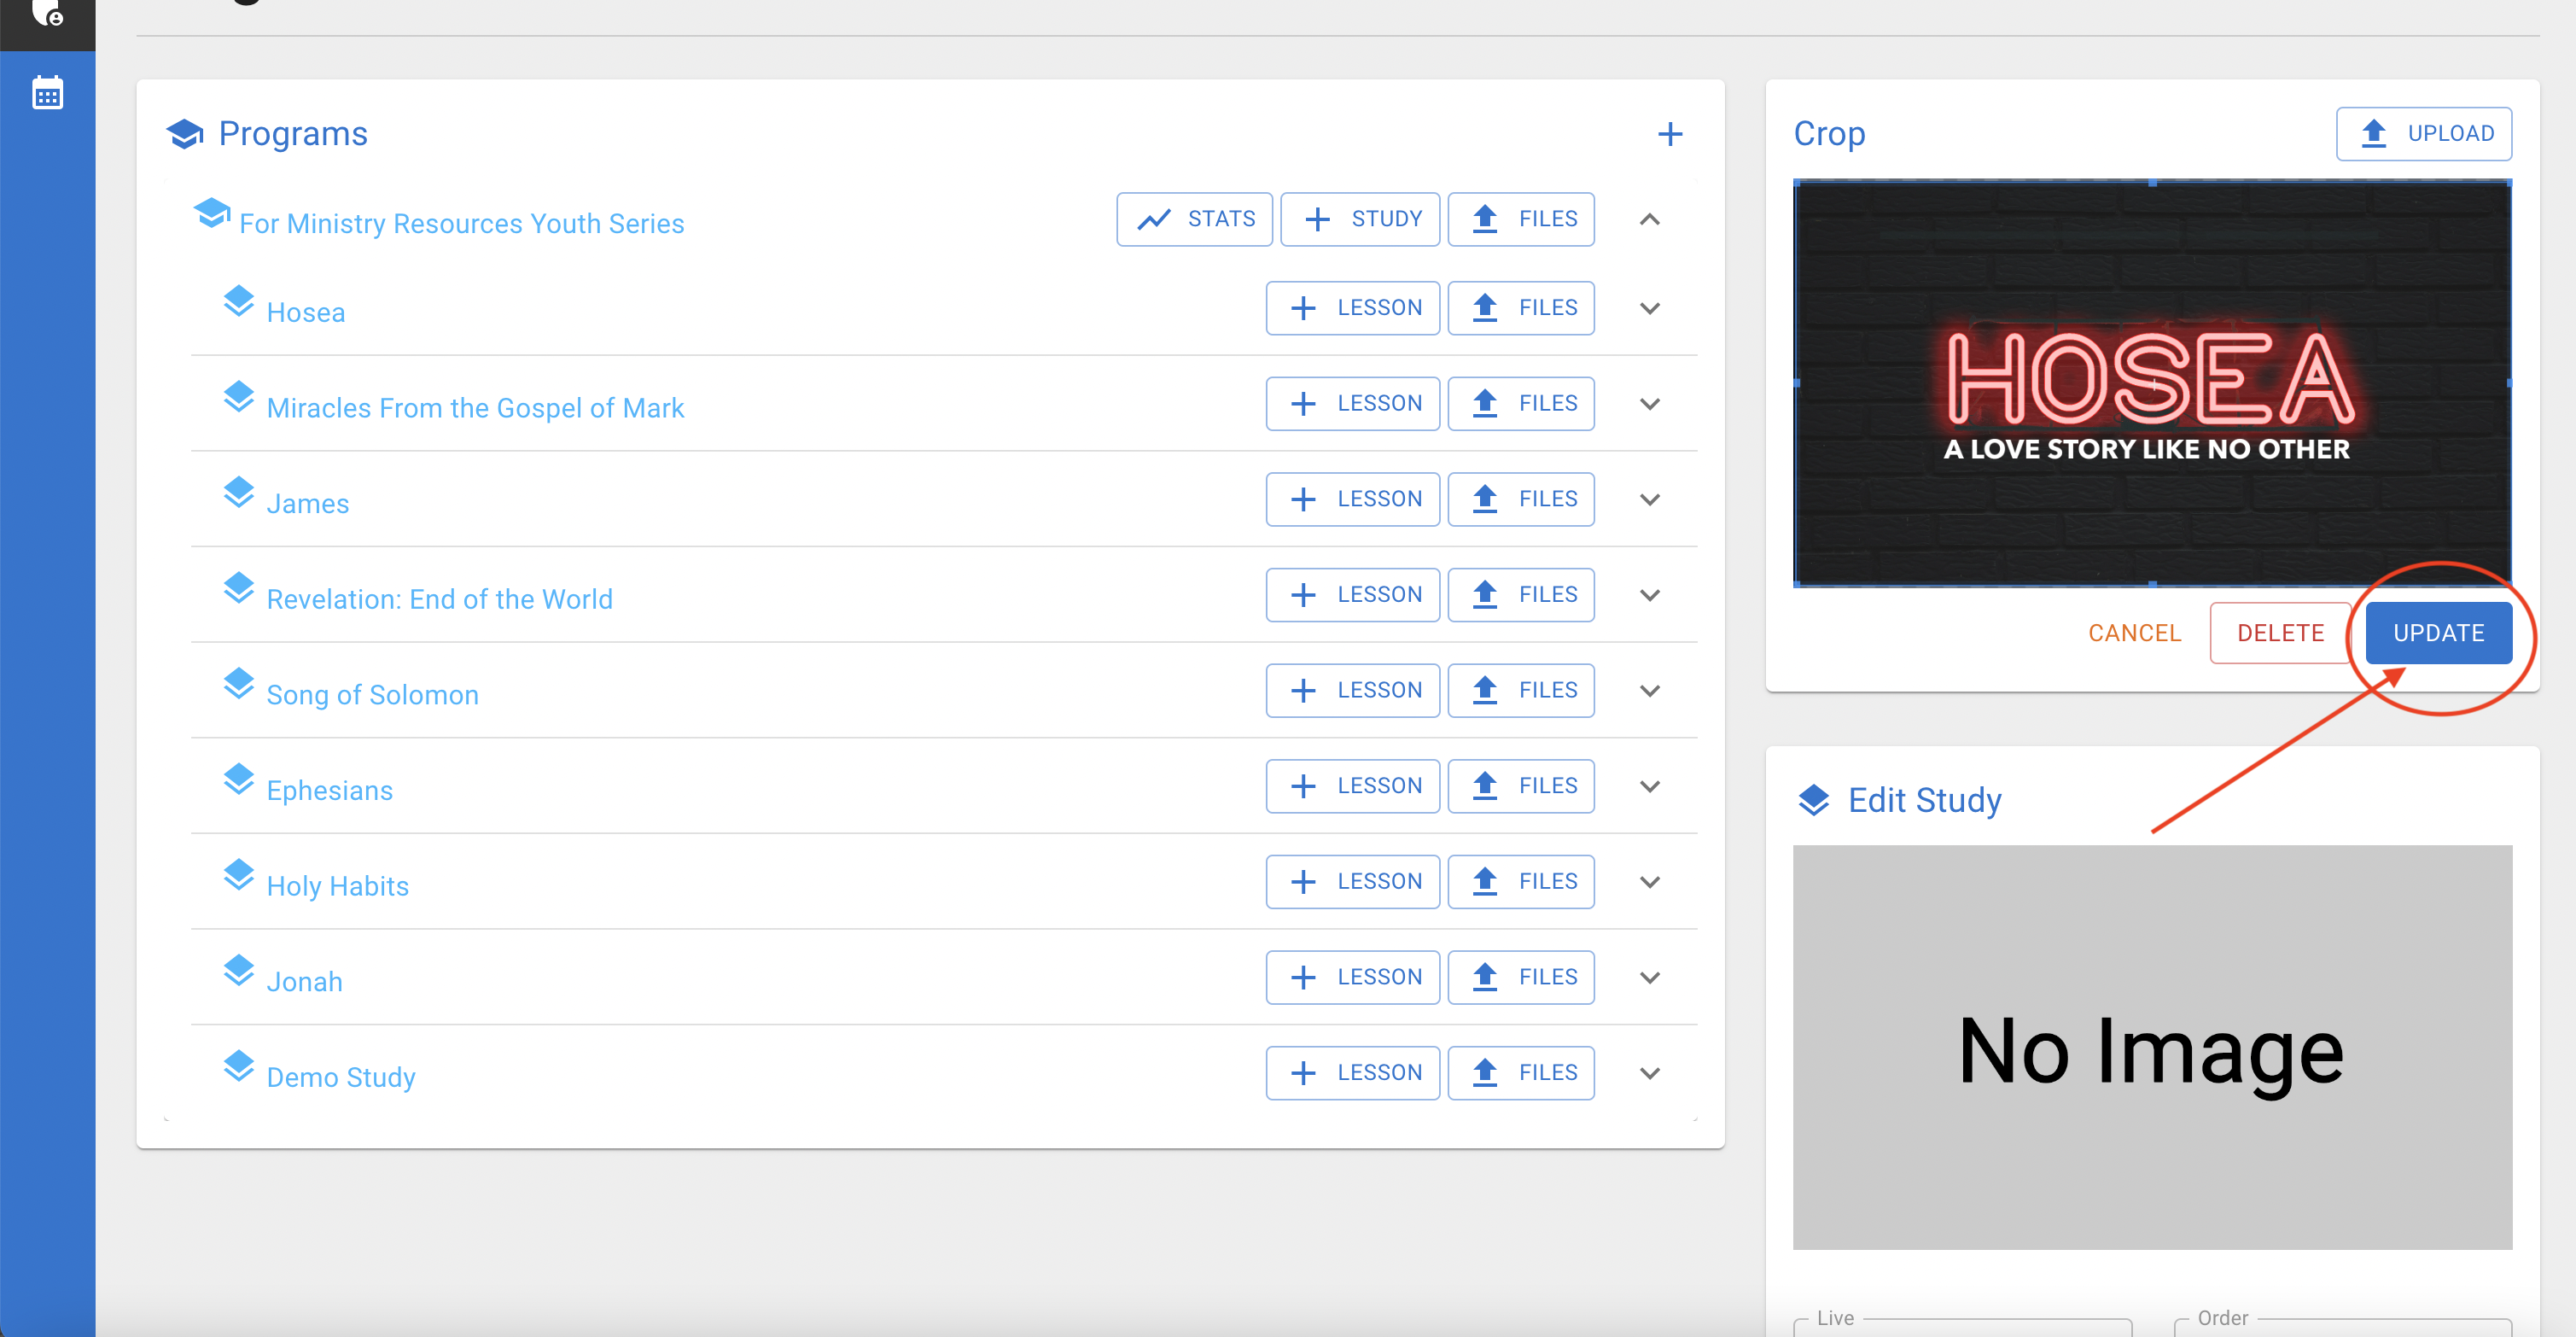 Programs
For Ministry Resources Youth Series STATS STUDY FILES
Hosea LESSON FILES
Miracles From the Gospel of Mark LESSON FILES
James LESSON FILES
Revelation: End of the World LESSON FILES
Song of Solomon LESSON FILES
Ephesians LESSON FILES
Holy Habits LESSON FILES
Jonah LESSON FILES
Demo Study LESSON FILES
Crop UPLOAD
HOSEA
A LOVE STORY LIKE NO OTHER
CANCEL DELETE UPDATE
Edit Study
No Image
Live Order